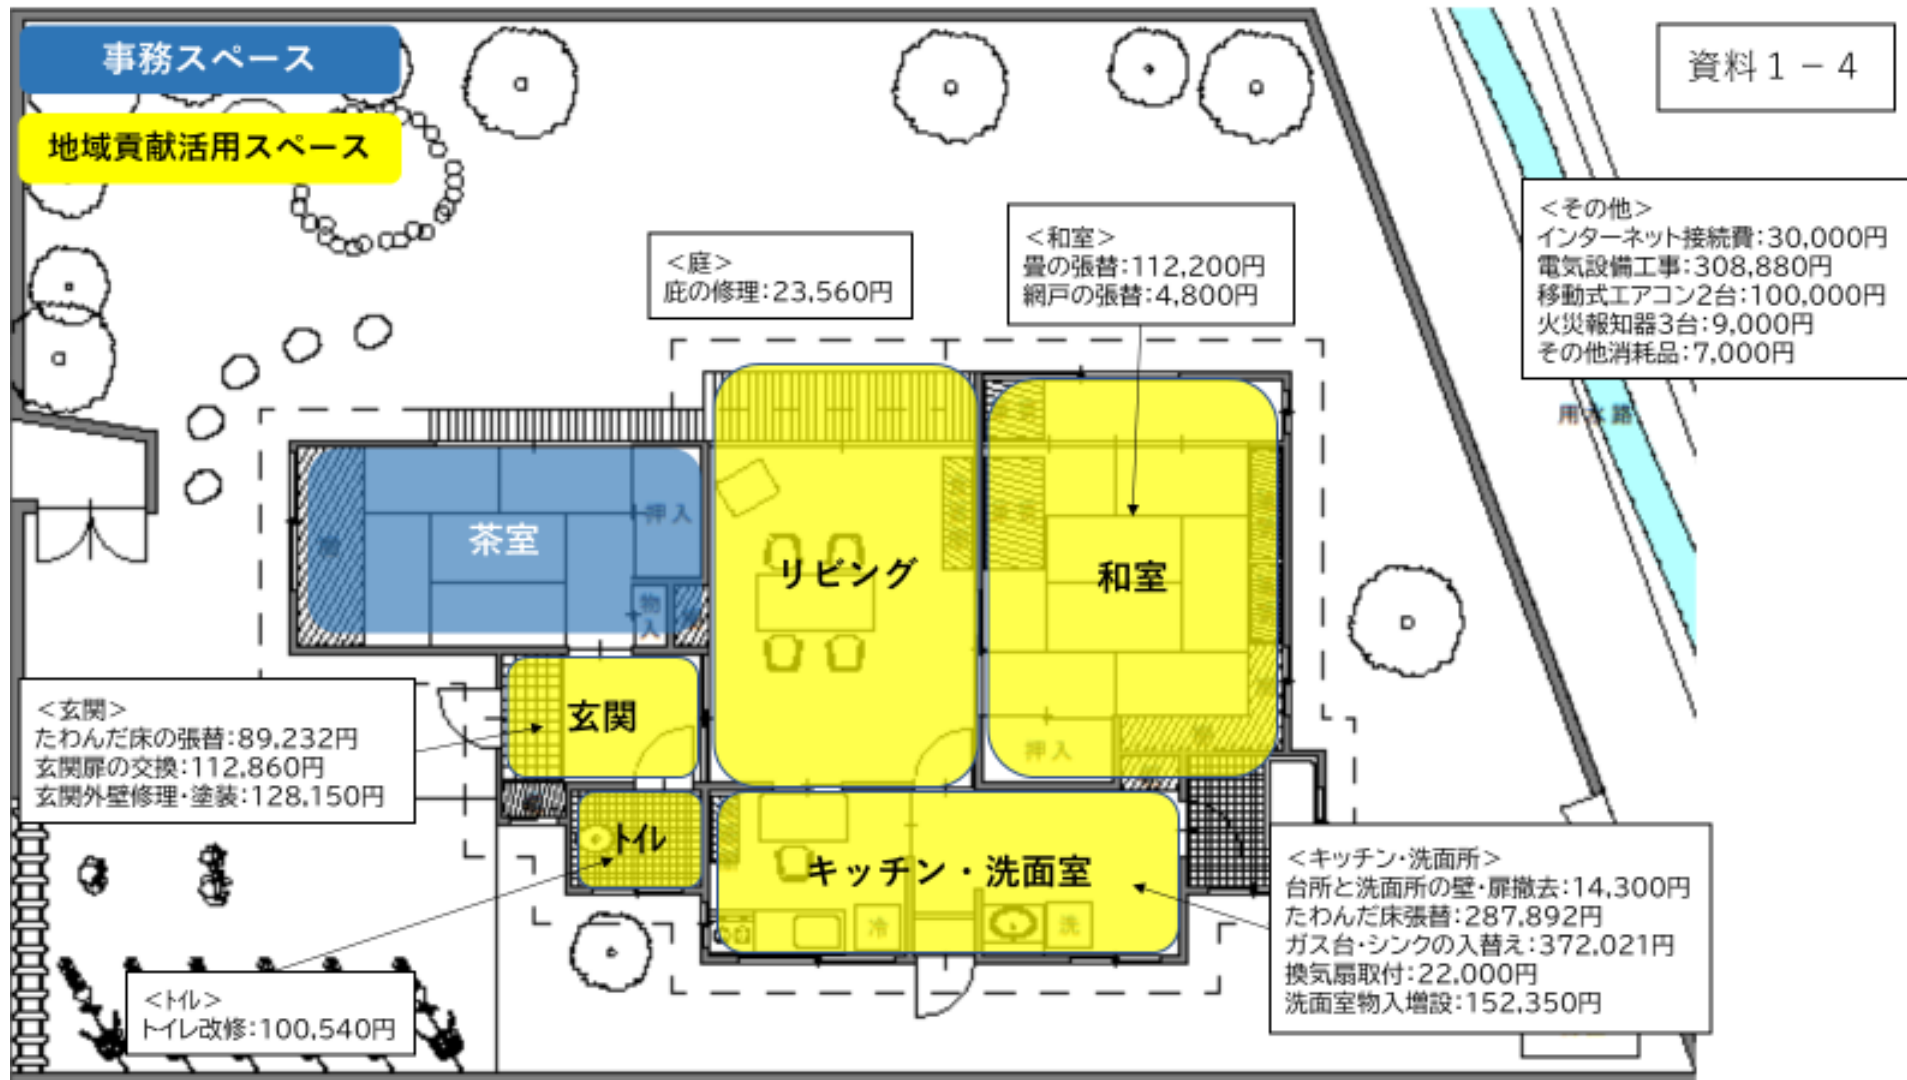 事務スペース
地域貢献活用スペース
資料１－４
＜その他＞
インターネット接続費：30,000円
電気設備工事：308,880円
移動式エアコン2台：100,000円
火災報知器3台：9,000円
その他消耗品：7,000円
＜和室＞
畳の張替：112,200円
網戸の張替：4,800円
＜庭＞
庇の修理：23,560円
用水路
押入
茶室
物入
リビング
和室
押入
＜玄関＞
たわんだ床の張替：89,232円
玄関扉の交換：112,860円
玄関外壁修理・塗装：128,150円
玄関
トイレ
キッチン・洗面室
冷
洗
＜キッチン・洗面所＞
台所と洗面所の壁・扉撤去：14,300円
たわんだ床張替：287,892円
ガス台・シンクの入替え：372,021円
換気扇取付：22,000円
洗面室物入増設：152,350円
＜トイレ＞
トイレ改修：100,540円